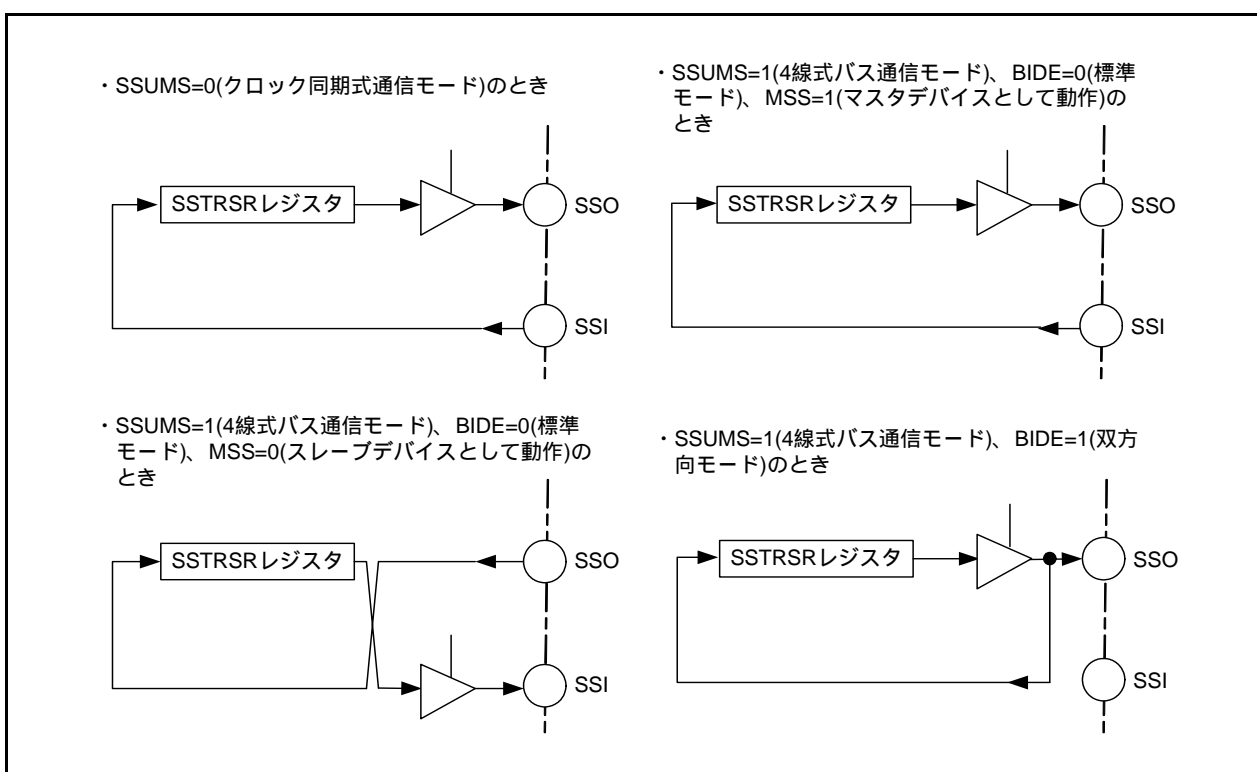 ・SSUMS=0(クロック同期式通信モード)のとき
SSTRSRレジスタ
SSO
SSI
・SSUMS=1(4線式バス通信モード)、BIDE=0(標準
モード)、MSS=1(マスタデバイスとして動作)の
とき
SSTRSRレジスタ
SSO
SSI
・SSUMS=1(4線式バス通信モード)、BIDE=0(標準
モード)、MSS=0(スレーブデバイスとして動作)の
とき
SSTRSRレジスタ
SSO
SSI
・SSUMS=1(4線式バス通信モード)、BIDE=1(双方
向モード)のとき
SSTRSRレジスタ
SSO
SSI